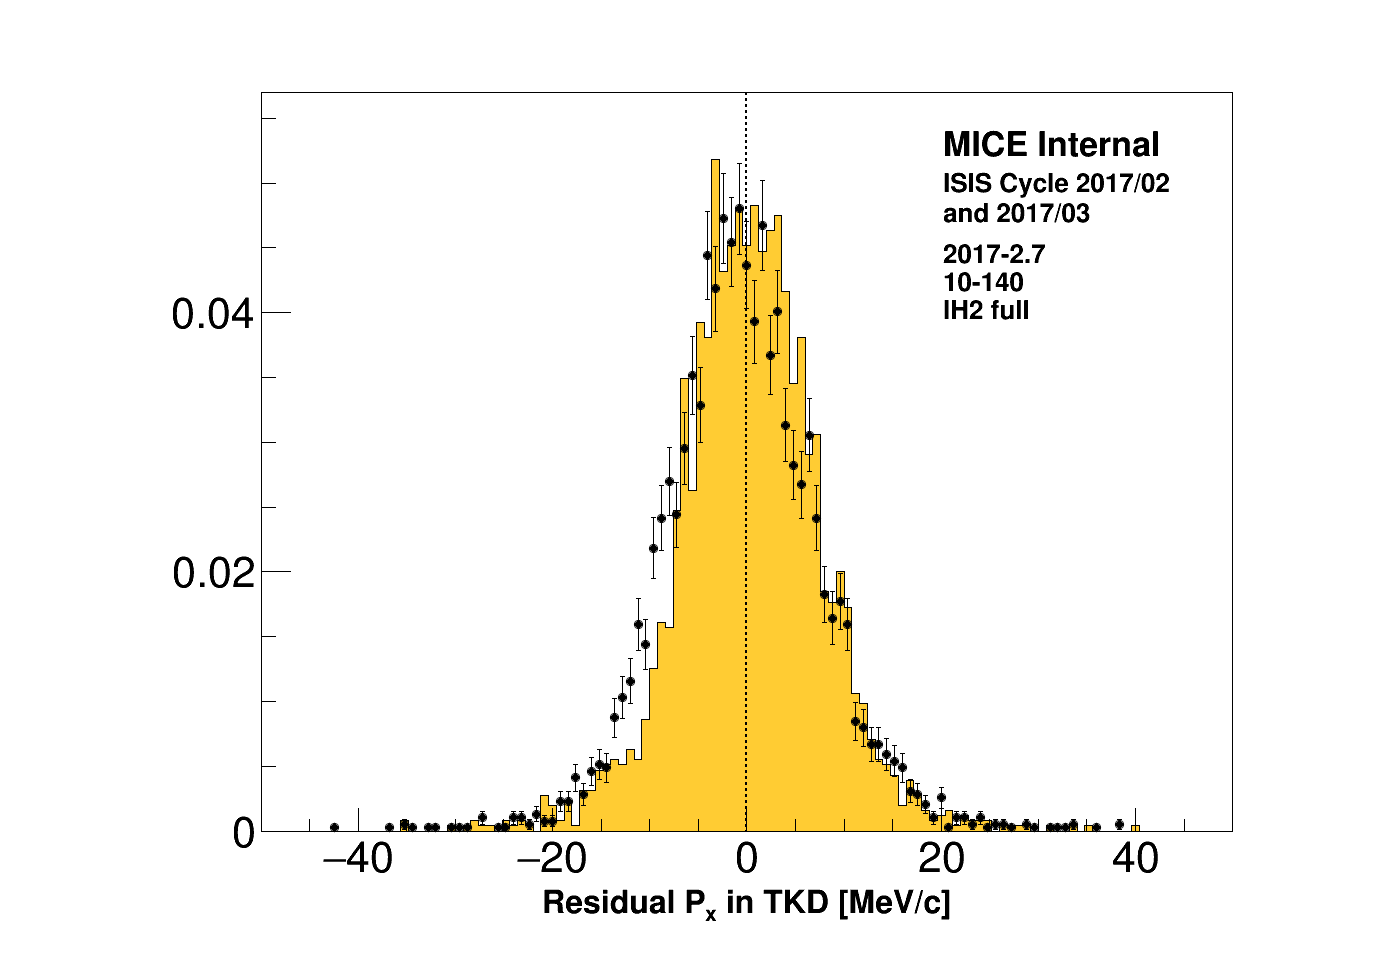 MICE Internal
ISIS Cycle 2017/02
and 2017/03
2017-2.7
10-140
IH2 full
0.04
0.02
0
−40 −20 0 20 40
Residual Px in TKD [MeV/c]